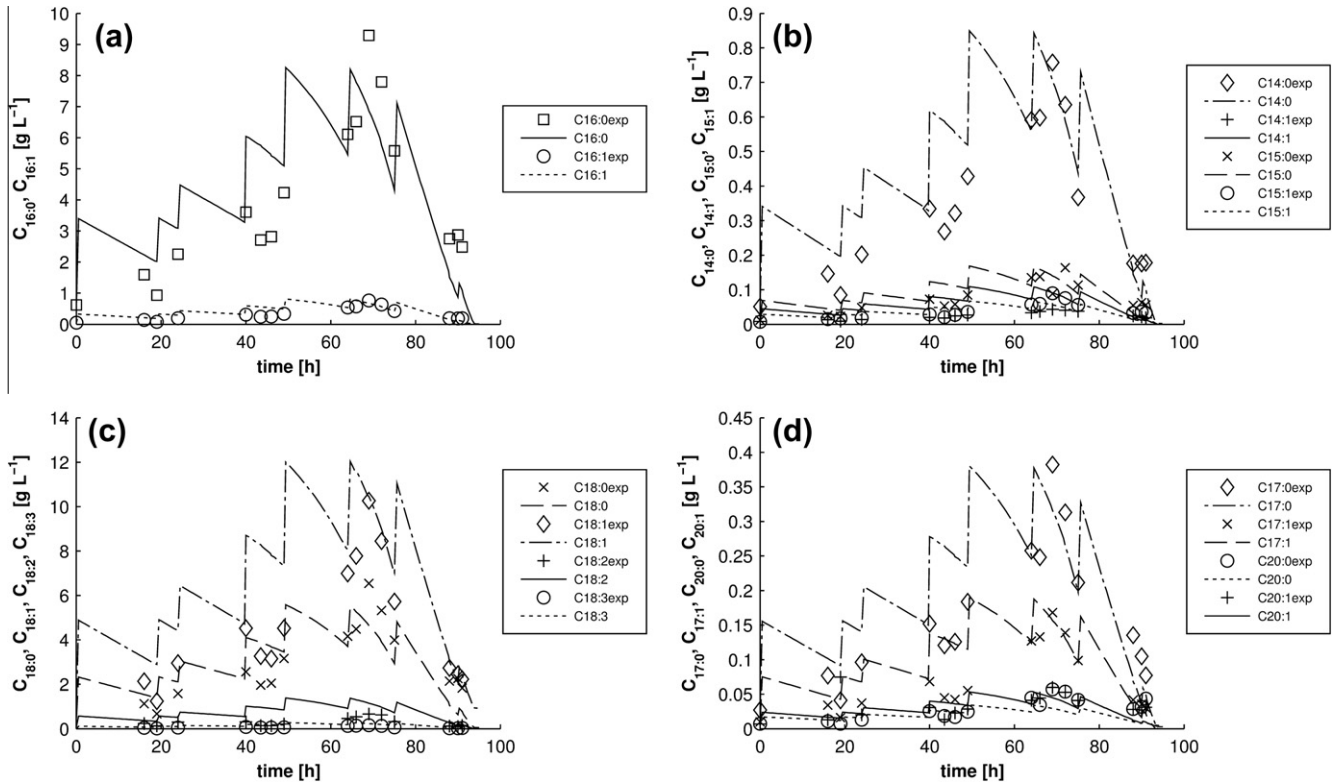 (a)
C16:0, C16:1 [g L−1]
10
9
8
7
6
5
4
3
2
1
0
0 20 40 60 80 100
time [h]
C16:0exp
C16:0
C16:1exp
C16:1
(b)
C14:0, C14:1, C15:0, C15:1 [g L−1]
0.9
0.8
0.7
0.6
0.5
0.4
0.3
0.2
0.1
0
0 20 40 60 80 100
time [h]
C14:0exp
C14:0
C14:1exp
C14:1
C15:0exp
C15:0
C15:1exp
C15:1
(c)
C18:0, C18:1, C18:2, C18:3 [g L−1]
14
12
10
8
6
4
2
0
0 20 40 60 80 100
time [h]
C18:0exp
C18:0
C18:1exp
C18:1
C18:2exp
C18:2
C18:3exp
C18:3
(d)
C17:0, C17:1, C20:0, C20:1 [g L−1]
0.45
0.4
0.35
0.3
0.25
0.2
0.15
0.1
0.05
0
0 20 40 60 80 100
time [h]
C17:0exp
C17:0
C17:1exp
C17:1
C20:0exp
C20:0
C20:1exp
C20:1